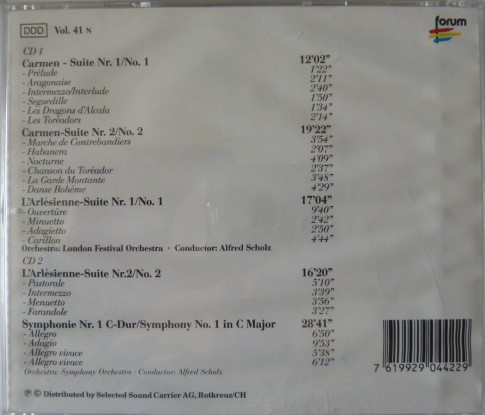 DDD Vol. 41 N
forum
CD 1
Carmen - Suite Nr. 1/No. 1 12'02"
- Prélude 1'22"
- Aragonaise 2'11"
- Intermezzo/Interlude 2'40"
- Seguedille 1'50"
- Les Dragons d'Alcala 1'34"
- Les Toréadors 2'14"
Carmen-Suite Nr. 2/No. 2 19'22"
- Marche de Contrebandiers 3'54"
- Habanera 2'07"
- Nocturne 4'09"
- Chanson du Toréador 2'37"
- La Garde Montante 3'48"
- Danse Bohème 4'29"
L'Arlésienne-Suite Nr. 1/No. 1 17'04"
- Ouvertüre 9'40"
- Minuetto 2'42"
- Adagietto 2'50"
- Carillon 4'44"
Orchestra: London Festival Orchestra · Conductor: Alfred Scholz
CD 2
L'Arlésienne-Suite Nr.2/No. 2 16'20"
- Pastorale 5'10"
- Intermezzo 3'39"
- Menuetto 3'56"
- Farandole 3'27"
Symphonie Nr. 1 C-Dur/Symphony No. 1 in C Major 28'41"
- Allegro 6'50"
- Adagio 9'53"
- Allegro vivace 5'38"
- Allegro vivace 6'12"
Orchestra: Symphony Orchestra · Conductor: Alfred Scholz
℗ © Distributed by Selected Sound Carrier AG, Rotkreuz/CH
7 619929 044229